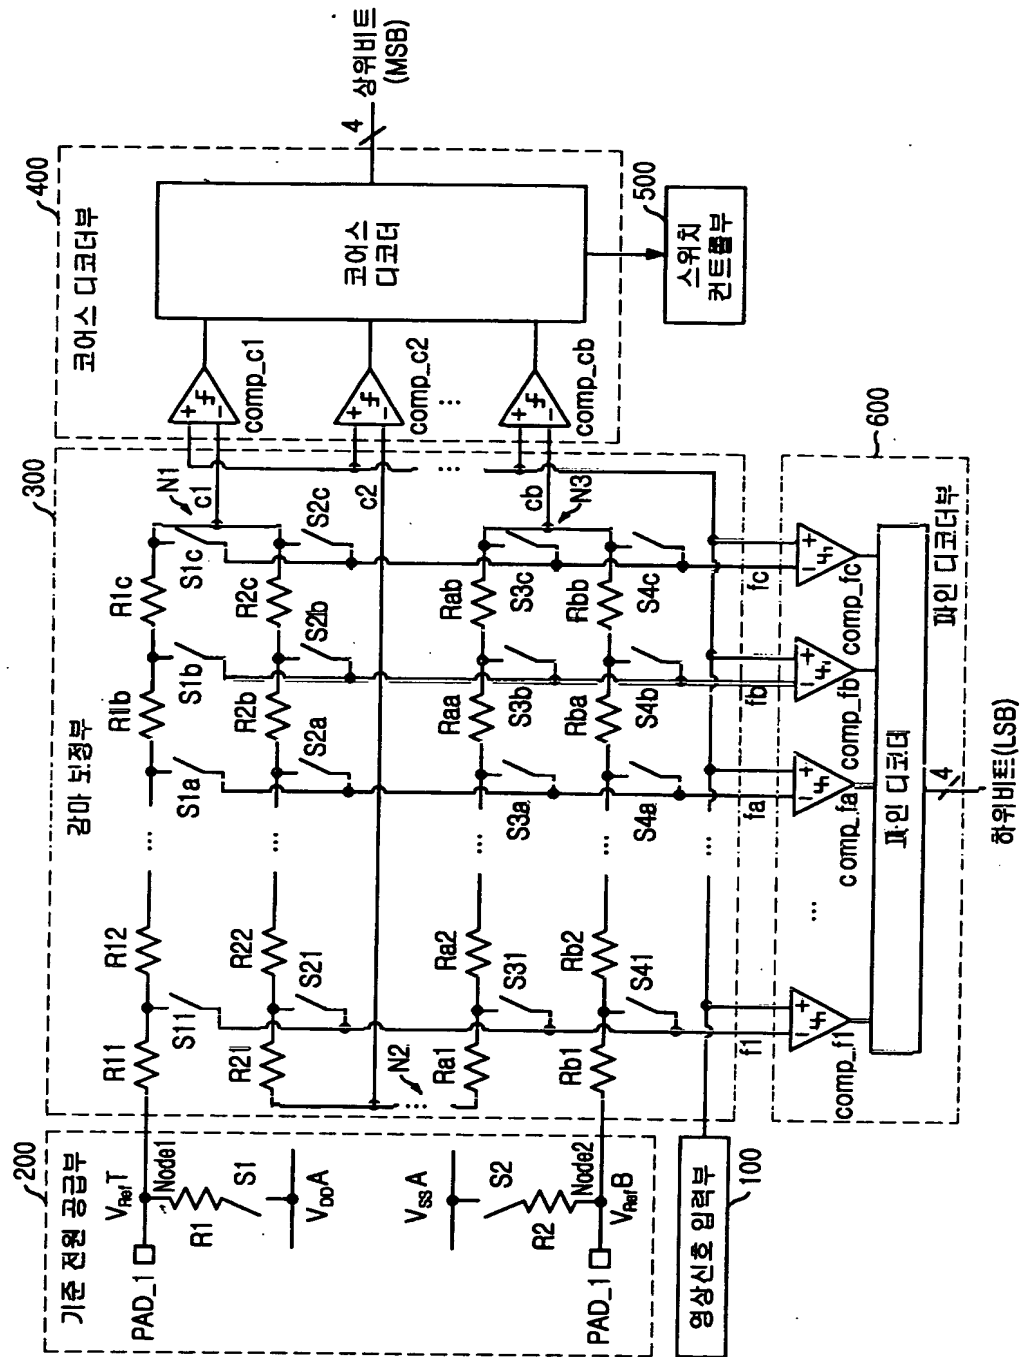 기준 전원 공급부
200
PAD_1
VRefT
Node1
R1
S1
VDDA
VSSA
S2
R2
Node2
VRefB
PAD_1
영상신호 입력부
100
감마 보정부
300
R11
R12
...
R1b
R1c
S11
S1a
S1b
S1c
N1
c1
R21
R22
...
R2b
R2c
S21
S2a
S2b
S2c
c2
N2
...
...
Ra1
Ra2
...
Raa
Rab
S31
S3a
S3b
S3c
cb
N3
Rb1
Rb2
...
Rba
Rbb
S41
S4a
S4b
S4c
...
f1
fa
fb
fc
코어스 디코더부
400
comp_c1
comp_c2
...
comp_cb
+
−
+
−
+
−
코어스
디코더
4
상위비트
(MSB)
스위치
컨트롤부
500
600
파인 디코더부
− +
− +
− +
− +
comp_f1
...
comp_fa
comp_fb
comp_fc
파인 디코더
4
하위비트(LSB)